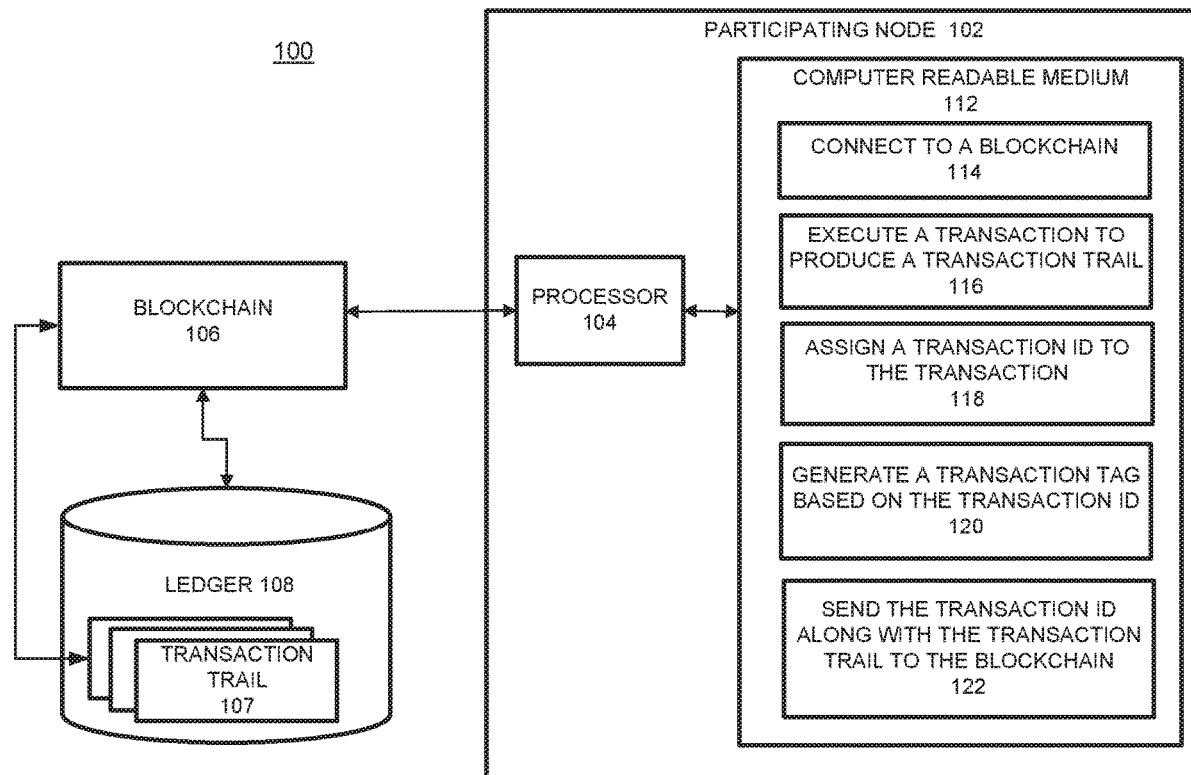 100
PARTICIPATING NODE 102
COMPUTER READABLE MEDIUM
112
CONNECT TO A BLOCKCHAIN
114
EXECUTE A TRANSACTION TO
PRODUCE A TRANSACTION TRAIL
116
ASSIGN A TRANSACTION ID TO
THE TRANSACTION
118
GENERATE A TRANSACTION TAG
BASED ON THE TRANSACTION ID
120
SEND THE TRANSACTION ID
ALONG WITH THE TRANSACTION
TRAIL TO THE BLOCKCHAIN
122
PROCESSOR
104
BLOCKCHAIN
106
LEDGER 108
TRANSACTION
TRAIL
107